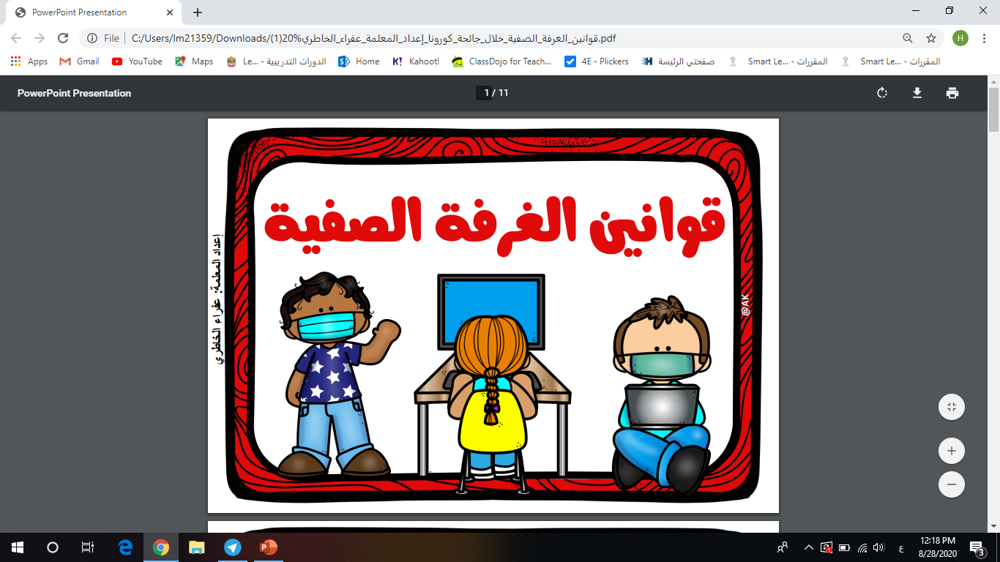 PowerPoint Presentation
File
C:/Users/lm21359/Downloads/(1)20%قوانين_الغرفة_الصفية_خلال_جائحة_كورونا_إعداد_المعلمة_عفراء_الخاطري.pdf
H
Apps
Gmail
YouTube
Maps
الدورات التدريبية - Le...
Home
Kahoot!
ClassDojo for Teach...
4E - Plickers
صفحتي الرئيسة
المقررات - Smart Le...
المقررات - Smart Le...
PowerPoint Presentation
1 / 11
قوانين الغرفة الصفية
إعداد المعلمة: عفراء الخاطري
@AK
ع
12:18 PM
8/28/2020
3